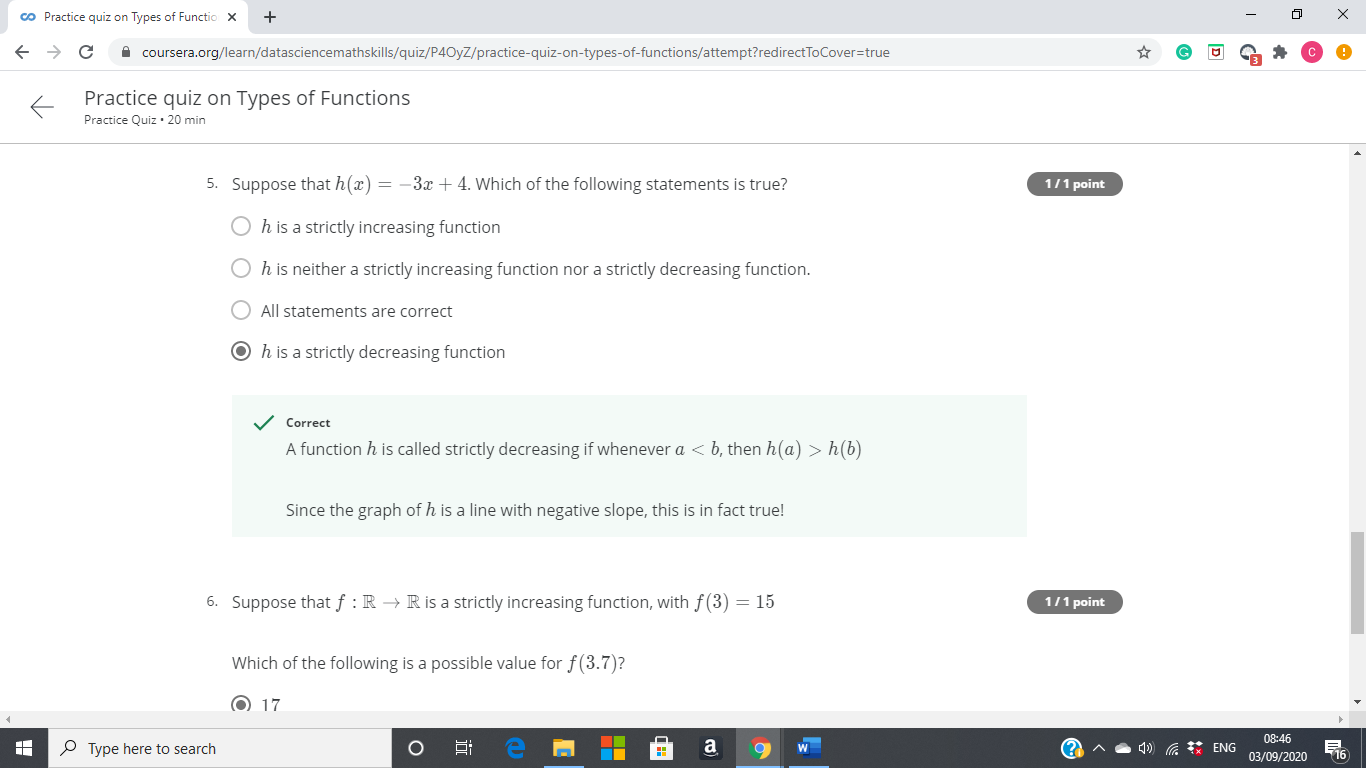 Practice quiz on Types of Functio
coursera.org/learn/datasciencemathskills/quiz/P4OyZ/practice-quiz-on-types-of-functions/attempt?redirectToCover=true
3
C
Practice quiz on Types of Functions
Practice Quiz • 20 min
5. Suppose that h(x) = −3x + 4. Which of the following statements is true?
1 / 1 point
h is a strictly increasing function
h is neither a strictly increasing function nor a strictly decreasing function.
All statements are correct
h is a strictly decreasing function
Correct
A function h is called strictly decreasing if whenever a < b, then h(a) > h(b)
Since the graph of h is a line with negative slope, this is in fact true!
6. Suppose that f : ℝ → ℝ is a strictly increasing function, with f(3) = 15
1 / 1 point
Which of the following is a possible value for f(3.7)?
17
Type here to search
ENG
08:46
03/09/2020
16